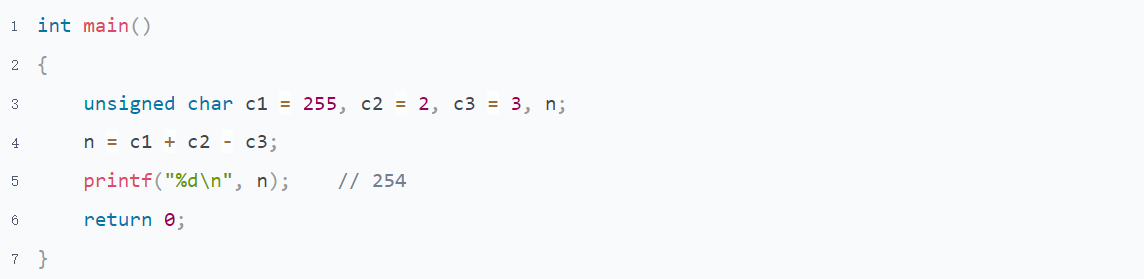 1 int main()
2 {
3     unsigned char c1 = 255, c2 = 2, c3 = 3, n;
4     n = c1 + c2 - c3;
5     printf("%d\n", n);    // 254
6     return 0;
7 }